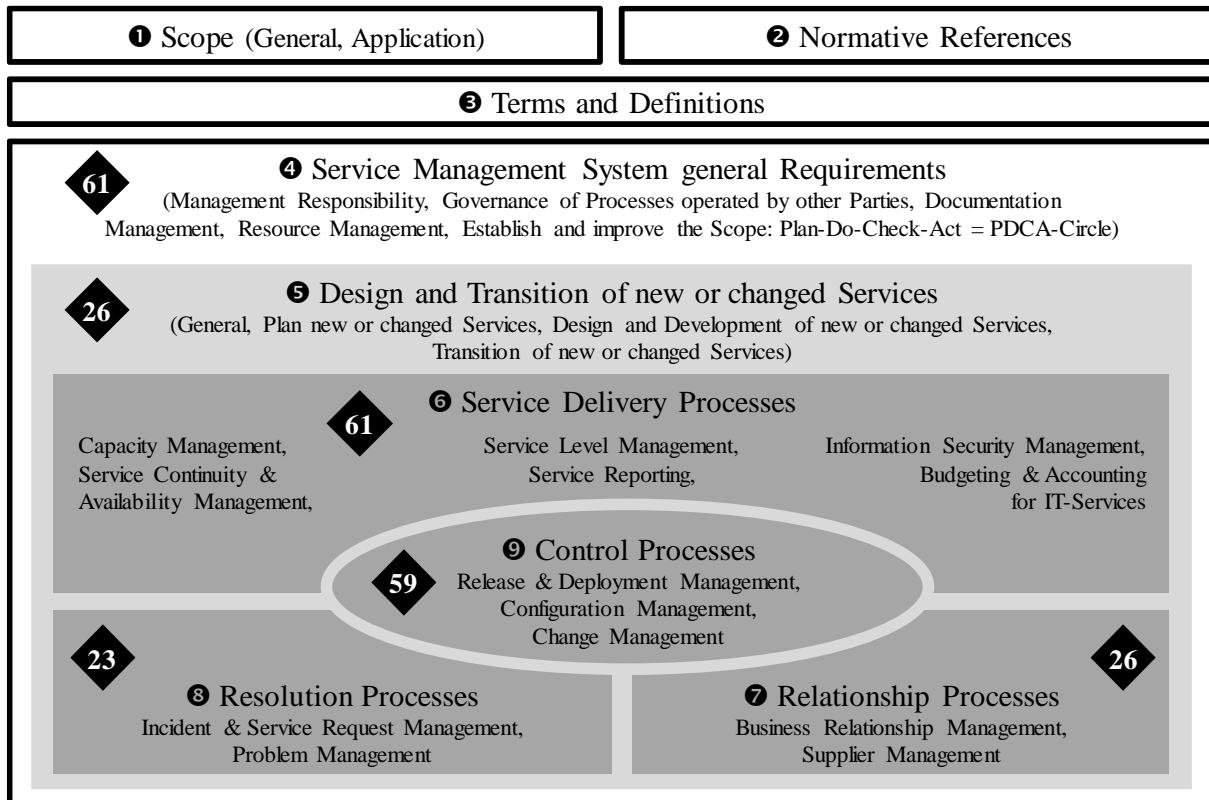 ❶ Scope (General, Application)
❷ Normative References
❸ Terms and Definitions
61
❹ Service Management System general Requirements
(Management Responsibility, Governance of Processes operated by other Parties, Documentation
Management, Resource Management, Establish and improve the Scope: Plan-Do-Check-Act = PDCA-Circle)
26
❺ Design and Transition of new or changed Services
(General, Plan new or changed Services, Design and Development of new or changed Services,
Transition of new or changed Services)
61
❻ Service Delivery Processes
Capacity Management,
Service Continuity &
Availability Management,
Service Level Management,
Service Reporting,
Information Security Management,
Budgeting & Accounting
for IT-Services
59
❾ Control Processes
Release & Deployment Management,
Configuration Management,
Change Management
23
❽ Resolution Processes
Incident & Service Request Management,
Problem Management
26
❼ Relationship Processes
Business Relationship Management,
Supplier Management